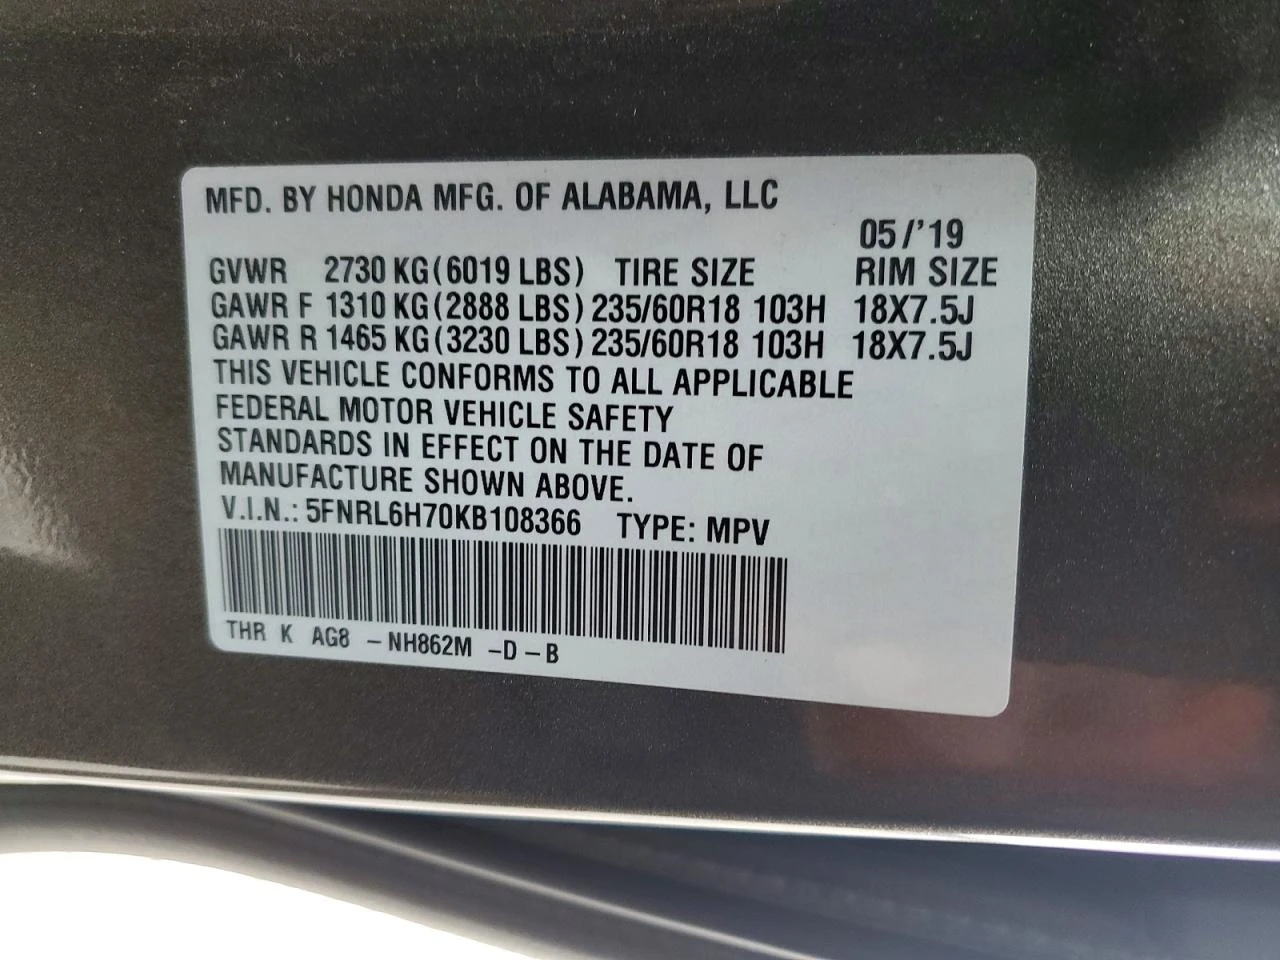 MFD. BY HONDA MFG. OF ALABAMA, LLC
05/'19
GVWR 2730 KG(6019 LBS) TIRE SIZE RIM SIZE
GAWR F 1310 KG(2888 LBS) 235/60R18 103H 18X7.5J
GAWR R 1465 KG(3230 LBS) 235/60R18 103H 18X7.5J
THIS VEHICLE CONFORMS TO ALL APPLICABLE
FEDERAL MOTOR VEHICLE SAFETY
STANDARDS IN EFFECT ON THE DATE OF
MANUFACTURE SHOWN ABOVE.
V.I.N.: 5FNRL6H70KB108366 TYPE: MPV
THR K AG8 -NH862M -D-B